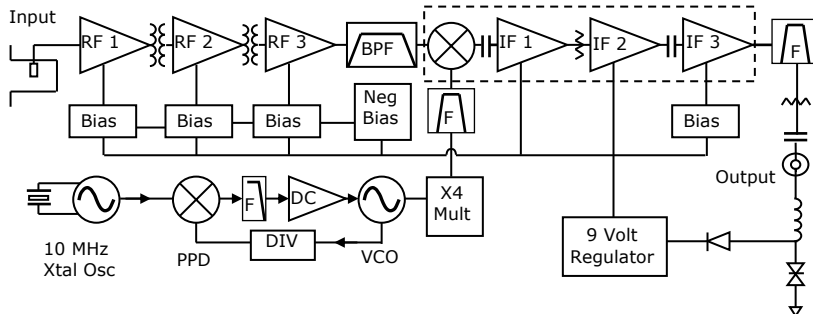 Input
RF 1
RF 2
RF 3
BPF
IF 1
IF 2
IF 3
F
Bias
Bias
Bias
Neg
Bias
F
Bias
Output
F
DC
X4
Mult
10 MHz
Xtal Osc
PPD
DIV
VCO
9 Volt
Regulator